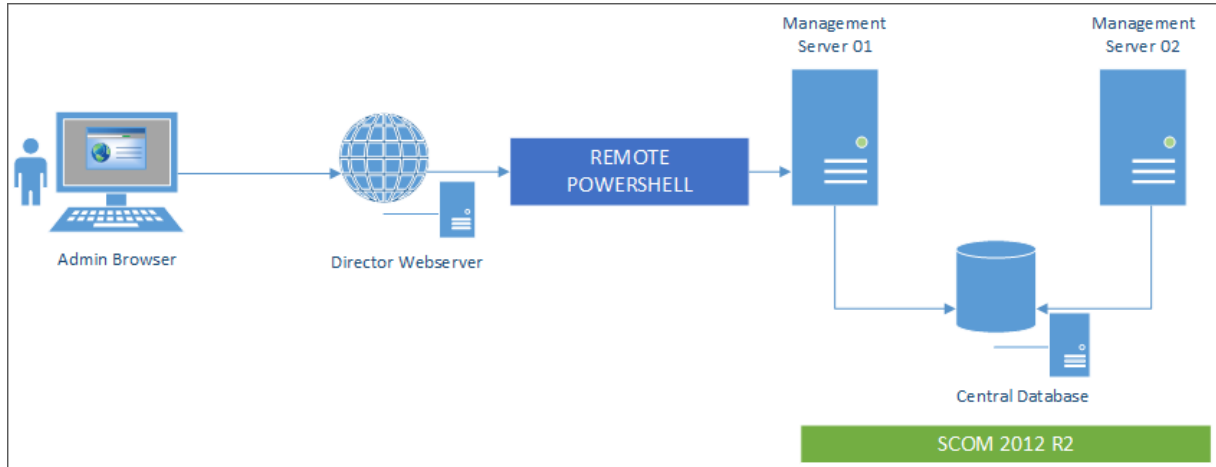 Management
Server 01
Management
Server 02
REMOTE
POWERSHELL
Admin Browser
Director Webserver
Central Database
SCOM 2012 R2